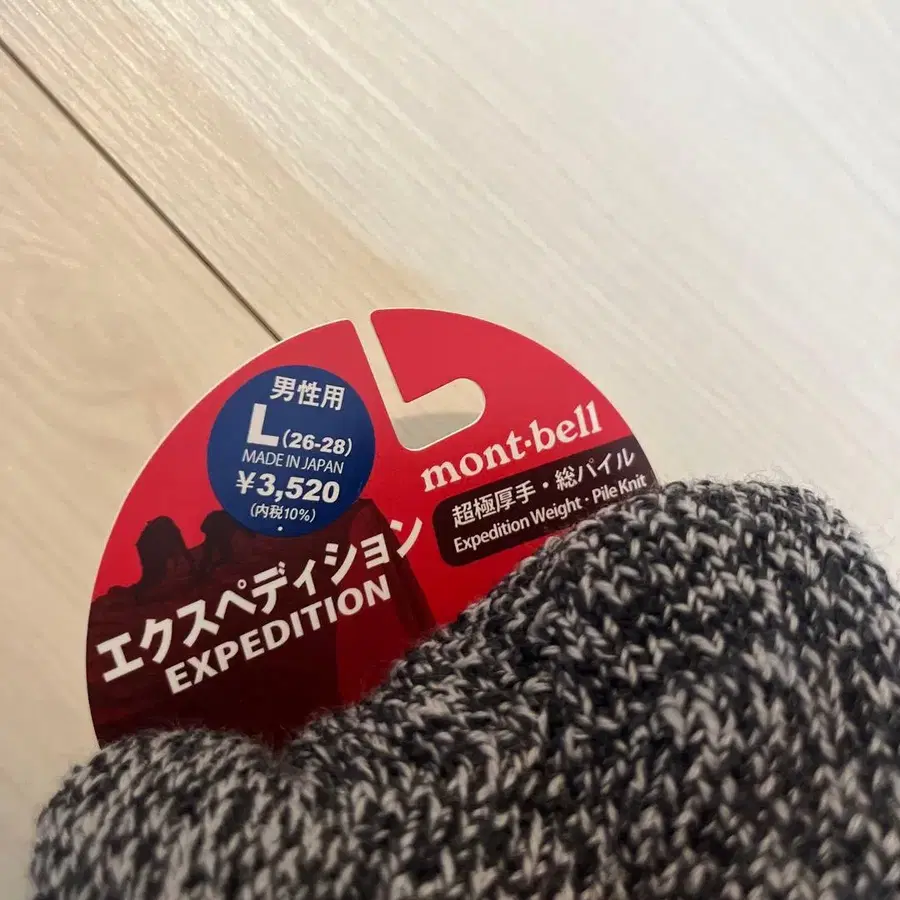 男性用
L(26-28)
MADE IN JAPAN
￥3,520
(内税10%)
mont-bell
超極厚手・総パイル
Expedition Weight・Pile Knit
エクスペディション
EXPEDITION